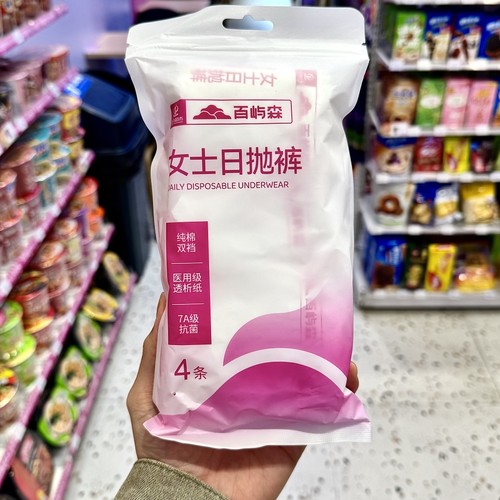 女士日抛裤
百屿森
女士日抛裤
DAILY DISPOSABLE UNDERWEAR
纯棉
双裆
医用级
透析纸
7A级
抗菌
4条